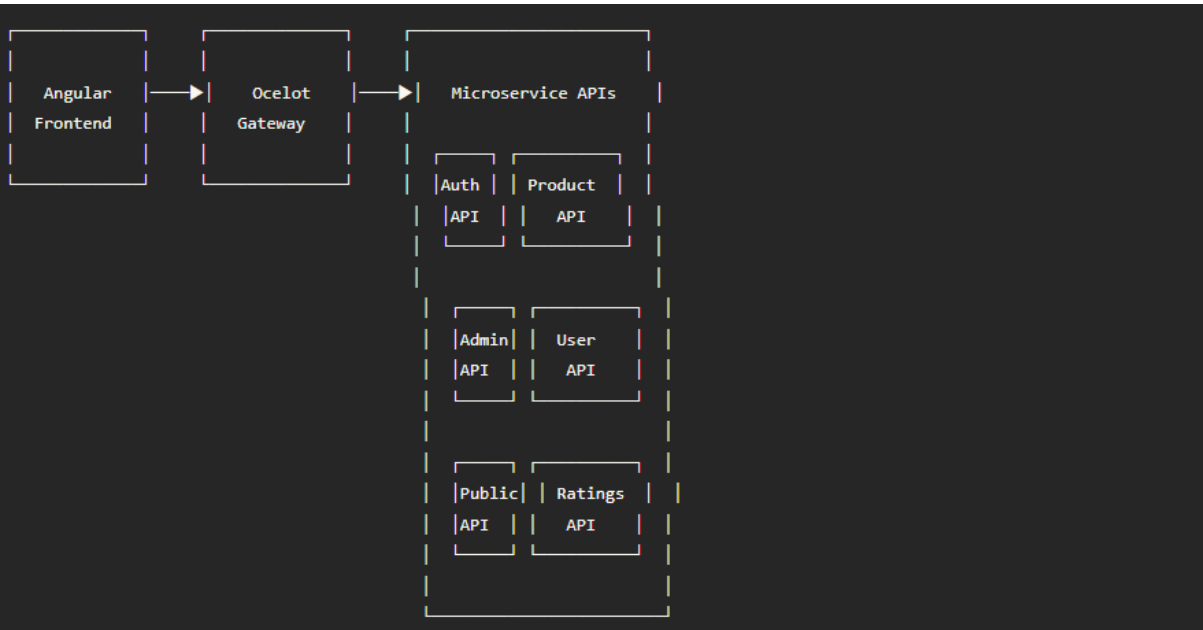 Angular Ocelot Microservice APIs
Frontend Gateway
Auth Product
API API
Admin User
API API
Public Ratings
API API